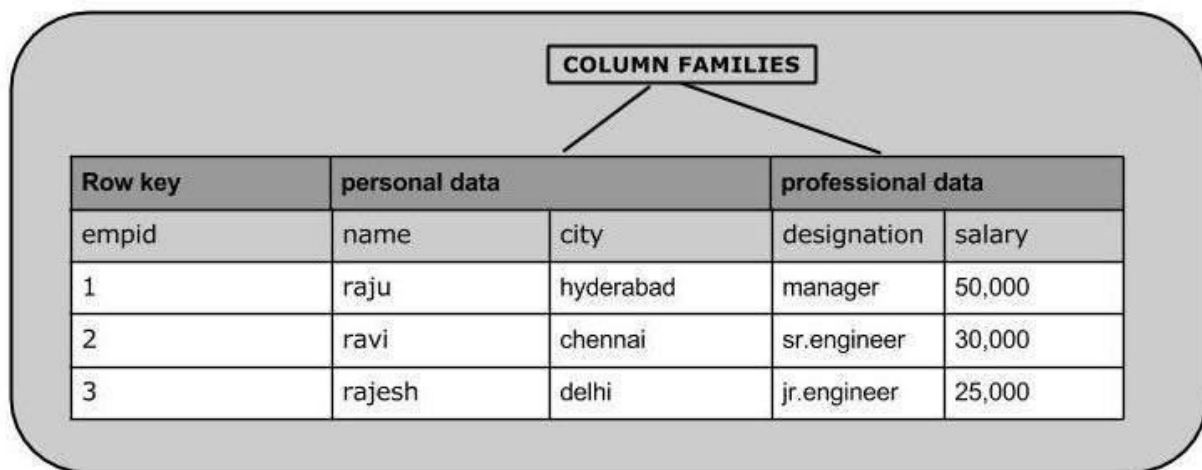 COLUMN FAMILIES
Row key personal data professional data
empid name city designation salary
1 raju hyderabad manager 50,000
2 ravi chennai sr.engineer 30,000
3 rajesh delhi jr.engineer 25,000